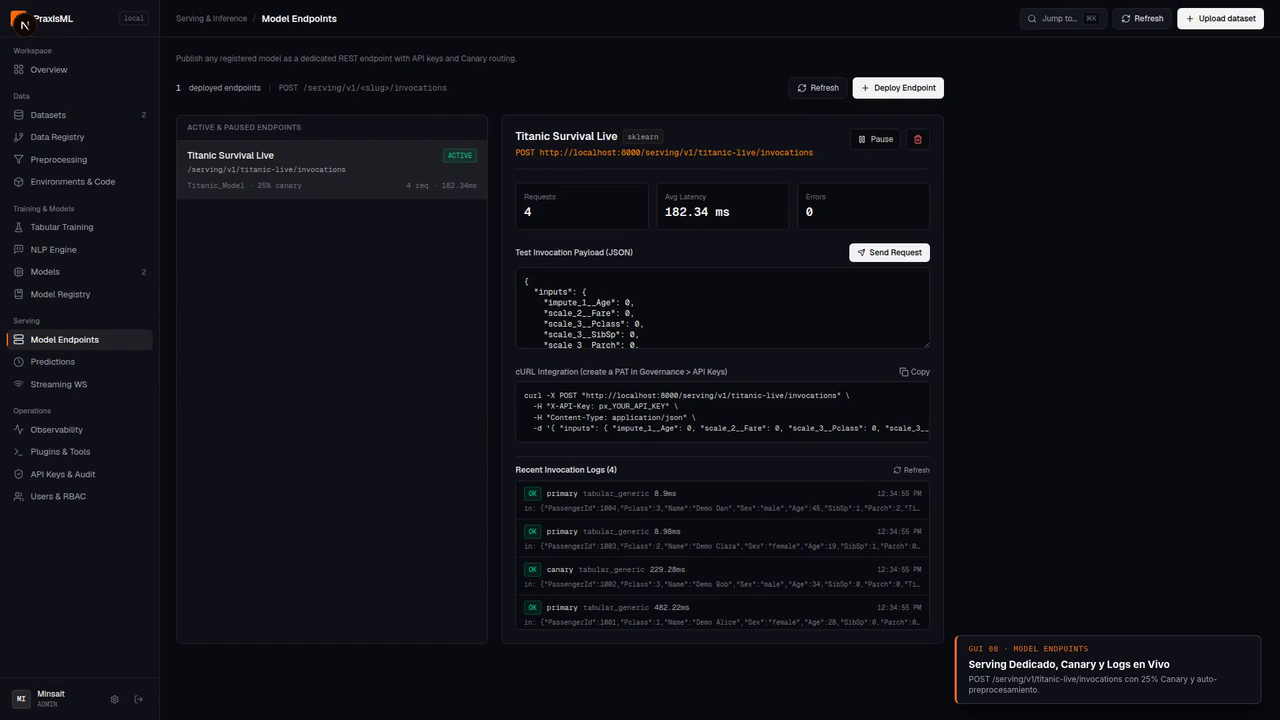 N
PraxisML
local
Workspace
Overview
Data
Datasets 2
Data Registry
Preprocessing
Environments & Code
Training & Models
Tabular Training
NLP Engine
Models 2
Model Registry
Serving
Model Endpoints
Predictions
Streaming WS
Operations
Observability
Plugins & Tools
API Keys & Audit
Users & RBAC
MI
Minsait
ADMIN
Serving & Inference / Model Endpoints
Jump to... ⌘K
Refresh
Upload dataset
Publish any registered model as a dedicated REST endpoint with API keys and Canary routing.
1 deployed endpoints POST /serving/v1/<slug>/invocations
Refresh
Deploy Endpoint
ACTIVE & PAUSED ENDPOINTS
Titanic Survival Live ACTIVE
/serving/v1/titanic-live/invocations
Titanic_Model · 25% canary 4 req · 182.34ms
Titanic Survival Live sklearn
POST http://localhost:8000/serving/v1/titanic-live/invocations
Pause
Requests
4
Avg Latency
182.34 ms
Errors
0
Test Invocation Payload (JSON)
Send Request
{
"inputs": {
"impute_1__Age": 0,
"scale_2__Fare": 0,
"scale_3__Pclass": 0,
"scale_3__SibSp": 0,
"scale_3__Parch": 0,
cURL Integration (create a PAT in Governance > API Keys)
Copy
curl -X POST "http://localhost:8000/serving/v1/titanic-live/invocations" \
-H "X-API-Key: px_YOUR_API_KEY" \
-H "Content-Type: application/json" \
-d '{ "inputs": { "impute_1__Age": 0, "scale_2__Fare": 0, "scale_3__Pclass": 0, "scale_3__
Recent Invocation Logs (4)
Refresh
OK primary tabular_generic 8.9ms 12:34:55 PM
in: {"PassengerId":1004,"Pclass":3,"Name":"Demo Dan","Sex":"male","Age":45,"SibSp":1,"Parch":2,"Ti…
OK primary tabular_generic 8.98ms 12:34:55 PM
in: {"PassengerId":1003,"Pclass":2,"Name":"Demo Clara","Sex":"female","Age":19,"SibSp":1,"Parch":0…
OK canary tabular_generic 229.28ms 12:34:55 PM
in: {"PassengerId":1002,"Pclass":3,"Name":"Demo Bob","Sex":"male","Age":34,"SibSp":0,"Parch":0,"Ti…
OK primary tabular_generic 482.22ms 12:34:55 PM
in: {"PassengerId":1001,"Pclass":1,"Name":"Demo Alice","Sex":"female","Age":28,"SibSp":0,"Parch":0…
GUI 08 · MODEL ENDPOINTS
Serving Dedicado, Canary y Logs en Vivo
POST /serving/v1/titanic-live/invocations con 25% Canary y auto-
preprocesamiento.